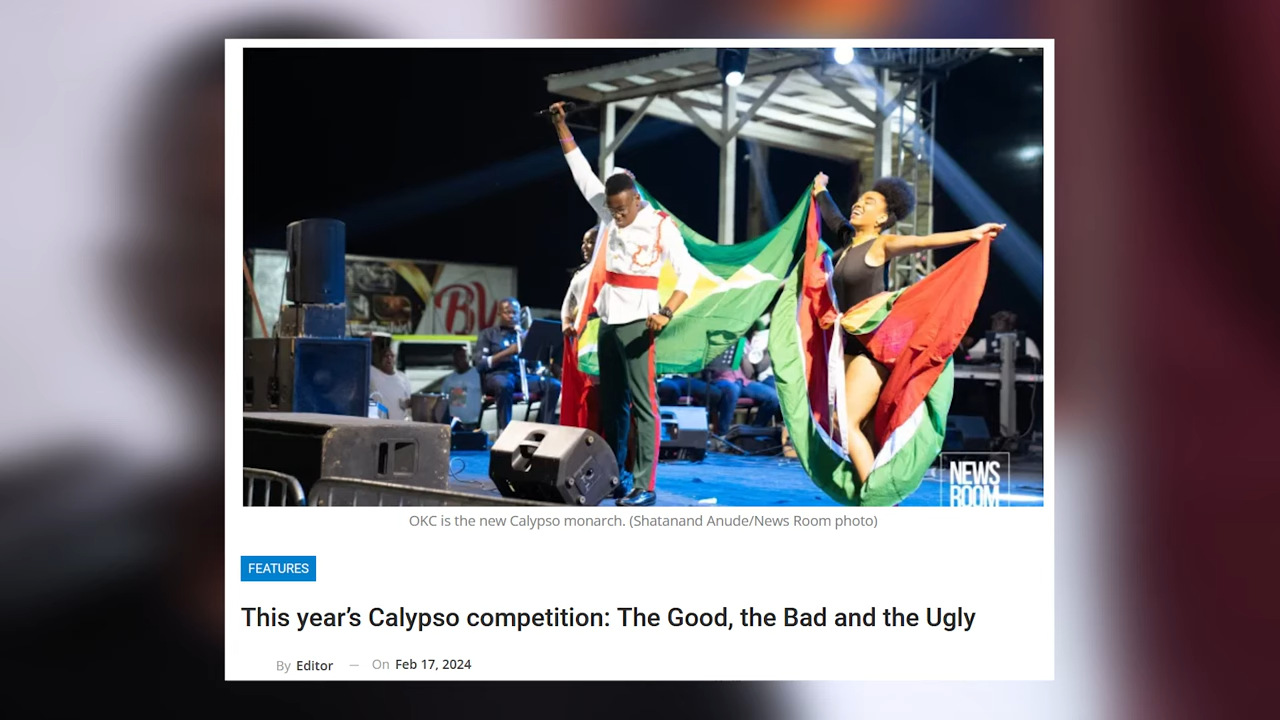 BV
NEWS
ROOM
OKC is the new Calypso monarch. (Shatanand Anude/News Room photo)
FEATURES
This year's Calypso competition: The Good, the Bad and the Ugly
By Editor — On Feb 17, 2024